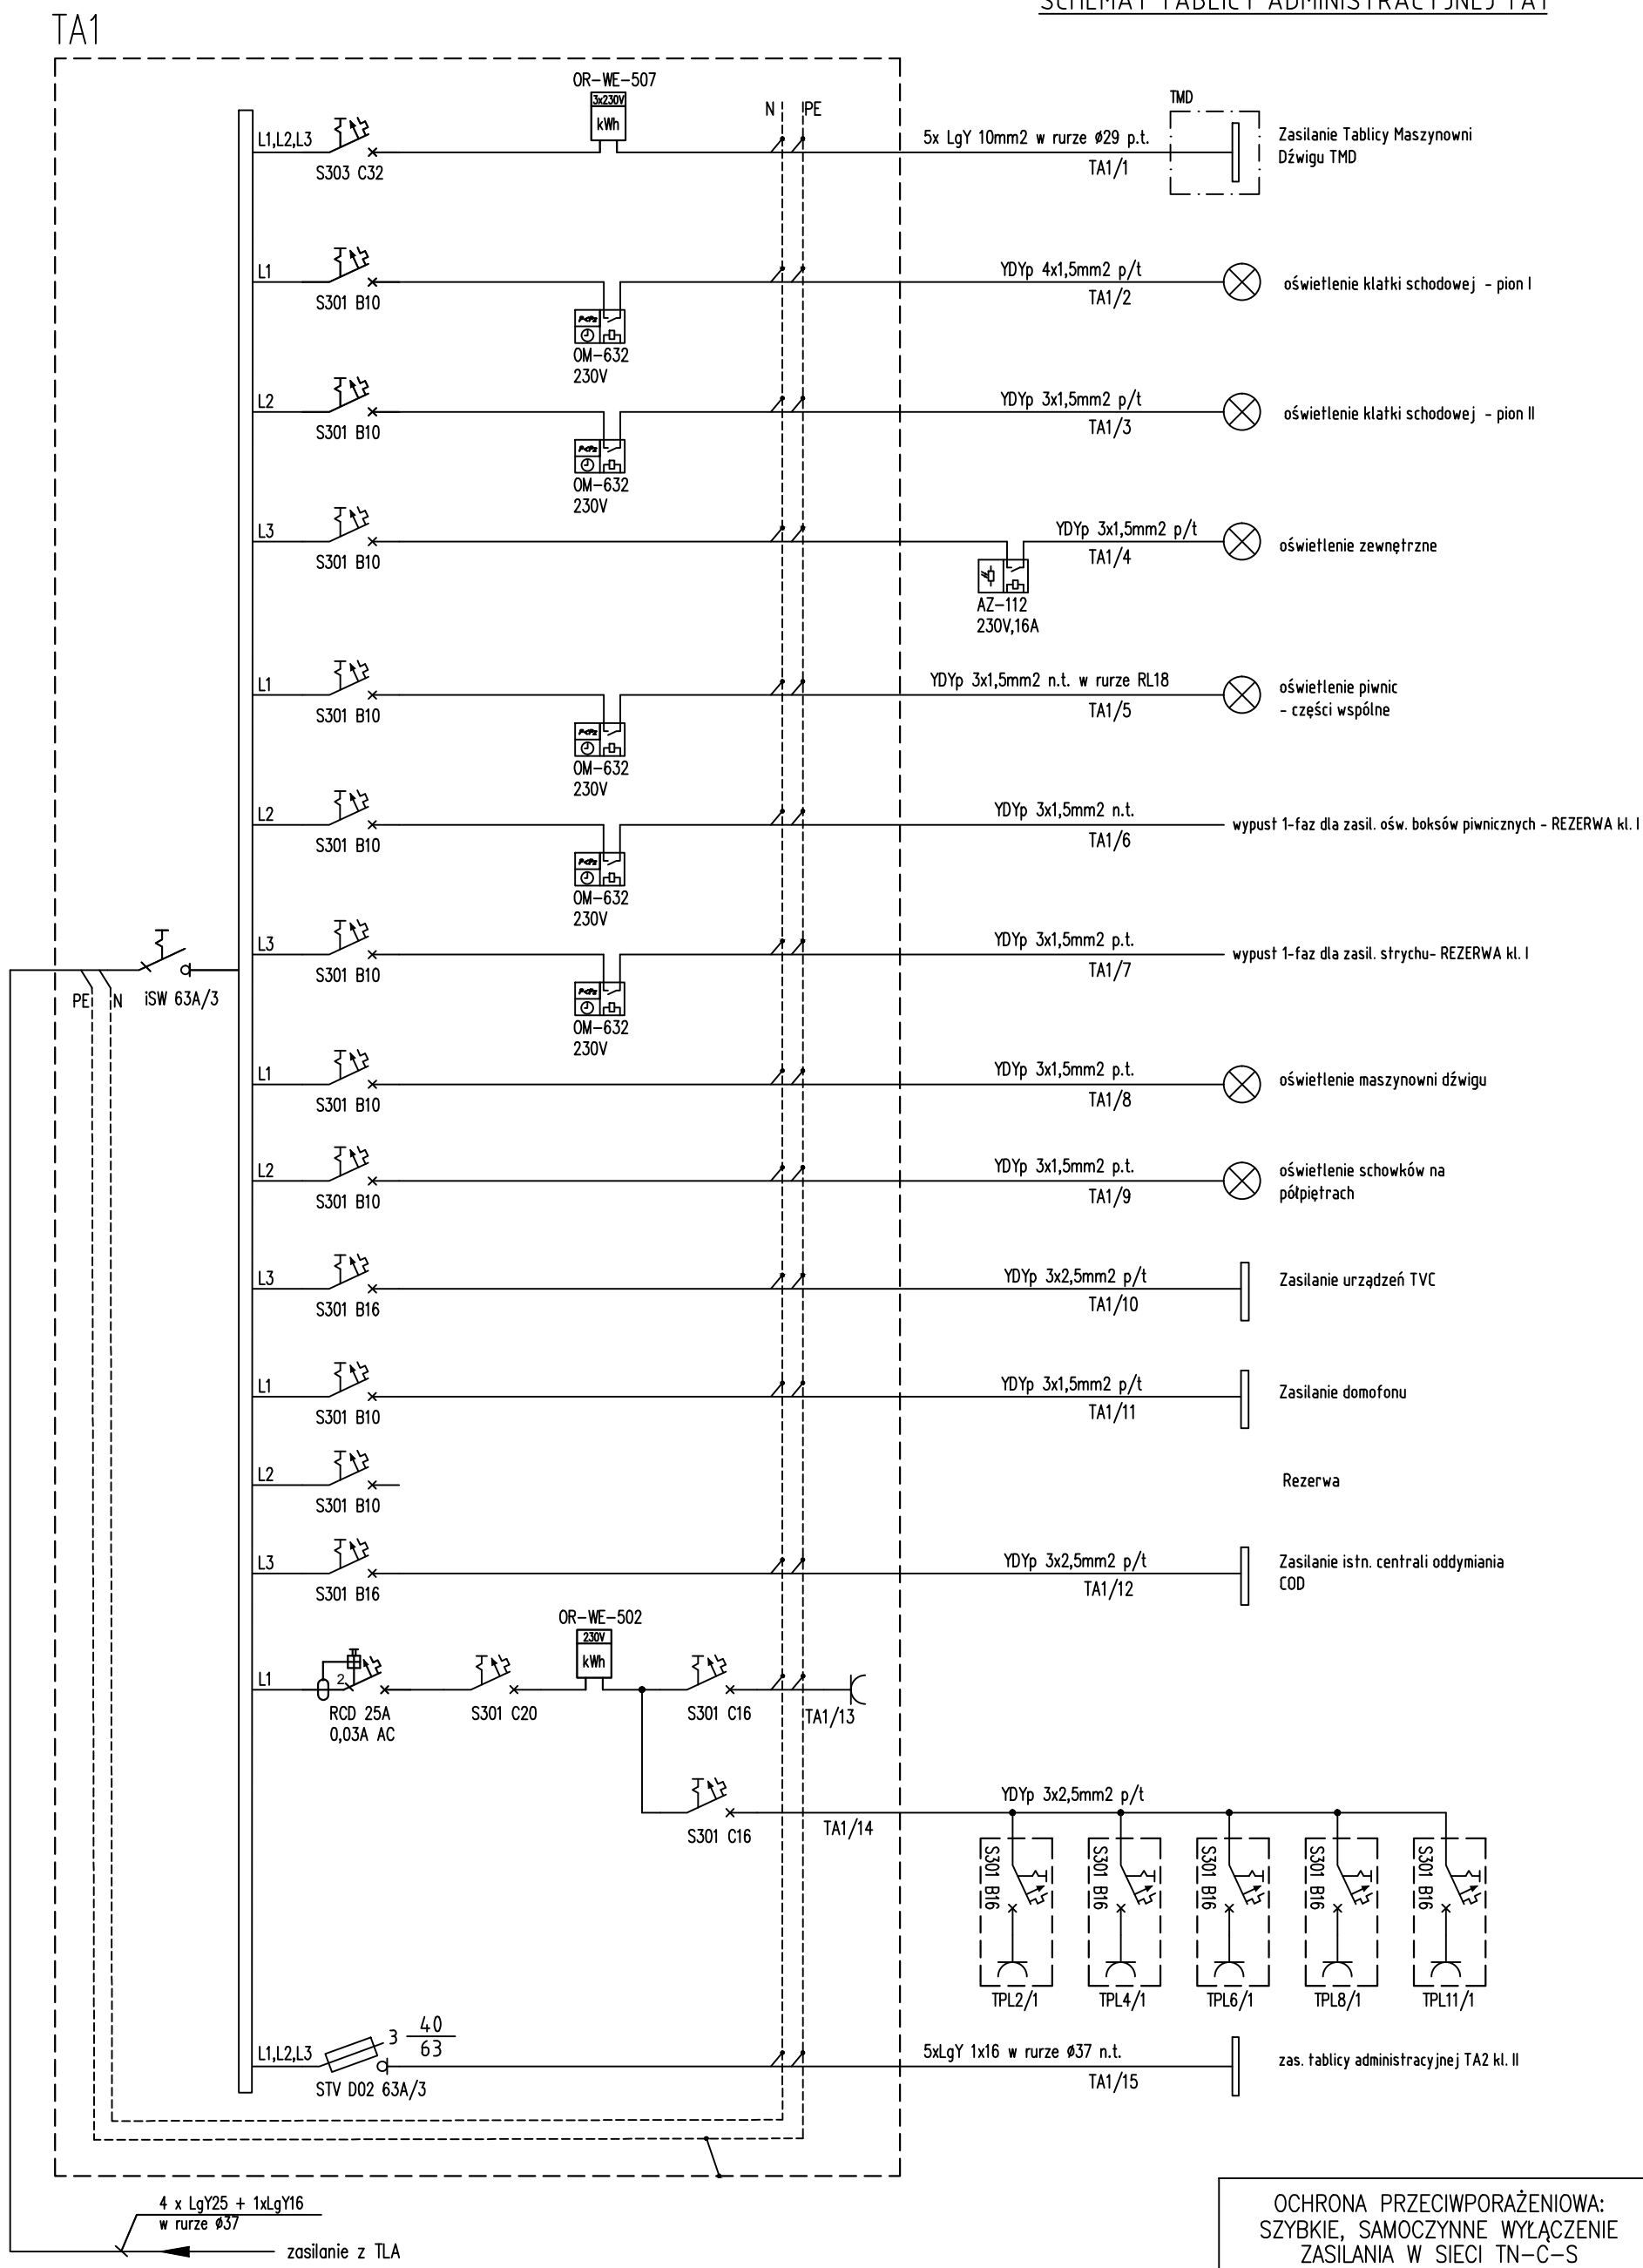 SCHEMAT TABLICY ADMINISTRACYJNEJ TA1
TA1
OR-WE-507
3x230V
kWh
N
PE
L1,L2,L3
S303 C32
5x LgY 10mm2 w rurze ø29 p.t.
TA1/1
TMD
Zasilanie Tablicy Maszynowni
Dźwigu TMD
L1
S301 B10
P<Pz
OM-632
230V
YDYp 4x1,5mm2 p/t
TA1/2
oświetlenie klatki schodowej - pion I
L2
S301 B10
P<Pz
OM-632
230V
YDYp 3x1,5mm2 p/t
TA1/3
oświetlenie klatki schodowej - pion II
L3
S301 B10
YDYp 3x1,5mm2 p/t
TA1/4
AZ-112
230V,16A
oświetlenie zewnętrzne
L1
S301 B10
P<Pz
OM-632
230V
YDYp 3x1,5mm2 n.t. w rurze RL18
TA1/5
oświetlenie piwnic
- części wspólne
L2
S301 B10
P<Pz
OM-632
230V
YDYp 3x1,5mm2 n.t.
TA1/6
wypust 1-faz dla zasil. ośw. boksów piwnicznych - REZERWA kl. I
L3
S301 B10
P<Pz
OM-632
230V
YDYp 3x1,5mm2 p.t.
TA1/7
wypust 1-faz dla zasil. strychu- REZERWA kl. I
PE
N
iSW 63A/3
L1
S301 B10
YDYp 3x1,5mm2 p.t.
TA1/8
oświetlenie maszynowni dźwigu
L2
S301 B10
YDYp 3x1,5mm2 p.t.
TA1/9
oświetlenie schowków na
półpiętrach
L3
S301 B16
YDYp 3x2,5mm2 p/t
TA1/10
Zasilanie urządzeń TVC
L1
S301 B10
YDYp 3x1,5mm2 p/t
TA1/11
Zasilanie domofonu
L2
S301 B10
Rezerwa
L3
S301 B16
YDYp 3x2,5mm2 p/t
TA1/12
Zasilanie istn. centrali oddymiania
COD
OR-WE-502
230V
kWh
L1
2
RCD 25A
0,03A AC
S301 C20
S301 C16
TA1/13
S301 C16
TA1/14
YDYp 3x2,5mm2 p/t
S301 B16
S301 B16
S301 B16
S301 B16
S301 B16
TPL2/1
TPL4/1
TPL6/1
TPL8/1
TPL11/1
L1,L2,L3
3
40
63
STV D02 63A/3
5xLgY 1x16 w rurze ø37 n.t.
TA1/15
zas. tablicy administracyjnej TA2 kl. II
4 x LgY25 + 1xLgY16
w rurze ø37
zasilanie z TLA
OCHRONA PRZECIWPORAŻENIOWA:
SZYBKIE, SAMOCZYNNE WYŁĄCZENIE
ZASILANIA W SIECI TN-C-S